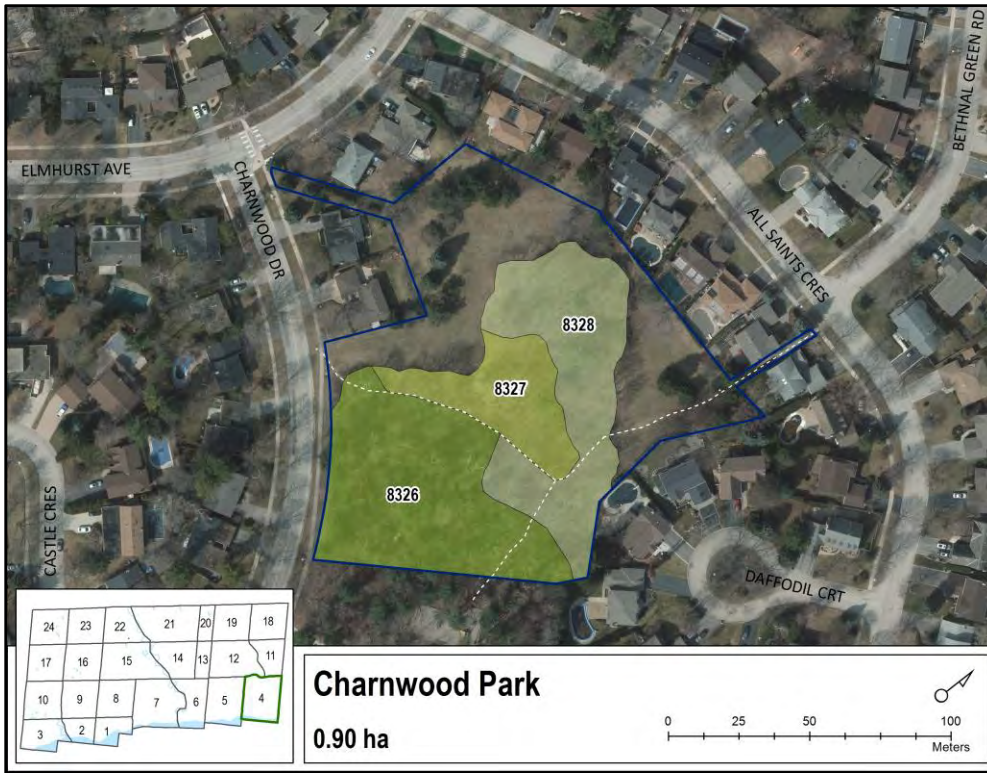 BETHNAL GREEN RD
ELMHURST AVE
CHARNWOOD DR
ALL SAINTS CRES
8328
8327
8326
CASTLE CRES
DAFFODIL CRT
24 23 22 21 20 19 18
17 16 15 14 13 12 11
10 9 8 7 6 5 4
3 2 1
Charnwood Park
0.90 ha
0 25 50 100
Meters